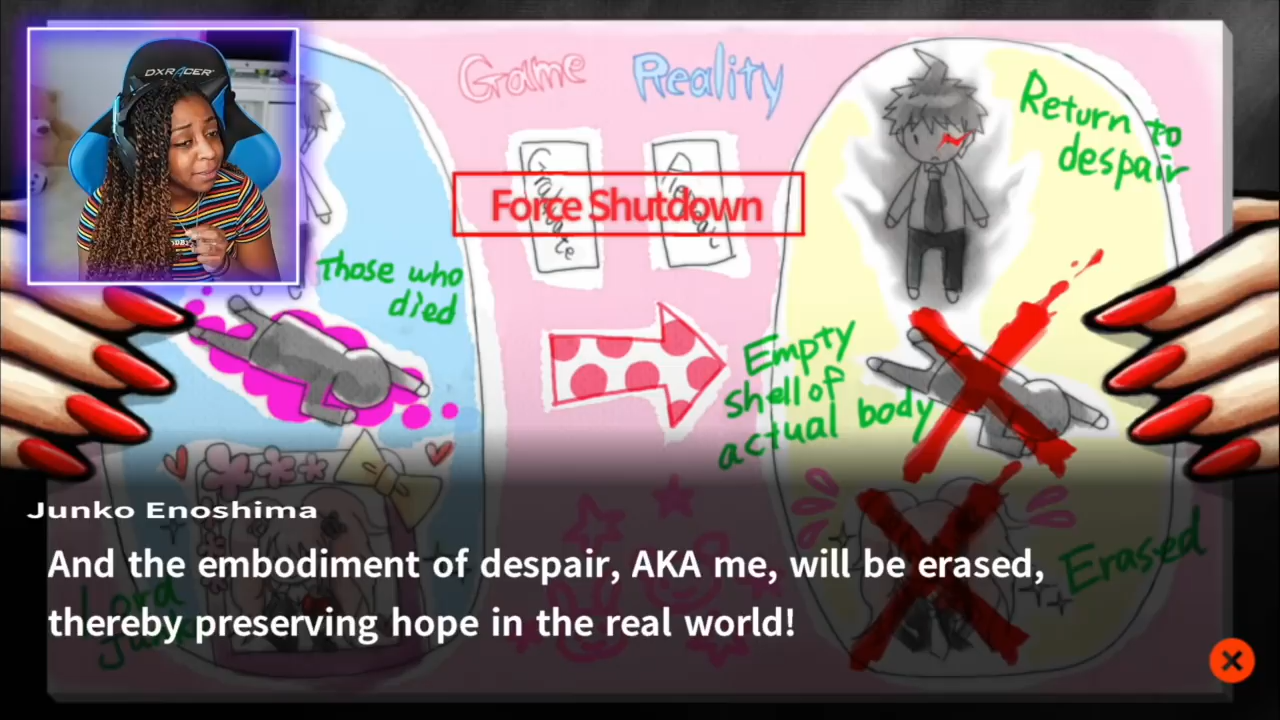 DXRACER
Game Reality
Return to
despair
Force Shutdown
Graduate
Those who
died
Empty
shell of
actual body
Erased
Junko Enoshima
And the embodiment of despair, AKA me, will be erased,
thereby preserving hope in the real world!